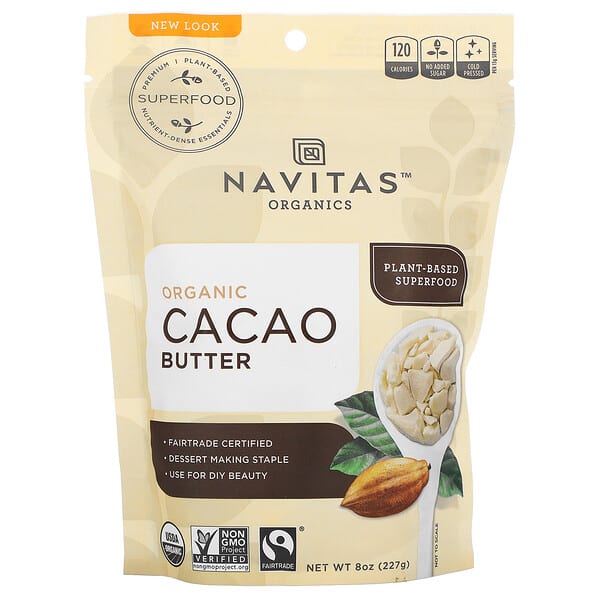 NEW LOOK
PREMIUM | PLANT-BASED
SUPERFOOD
NUTRIENT-DENSE ESSENTIALS
120
CALORIES
NO ADDED
SUGAR
COLD
PRESSED
PER 13g SERVING
NAVITAS™
ORGANICS
PLANT-BASED
SUPERFOOD
ORGANIC
CACAO
BUTTER
• FAIRTRADE CERTIFIED
• DESSERT MAKING STAPLE
• USE FOR DIY BEAUTY
USDA
ORGANIC
NON
GMO
Project
VERIFIED
nongmoproject.org
FAIRTRADE
NET WT 8oz (227g)
NOT TO SCALE